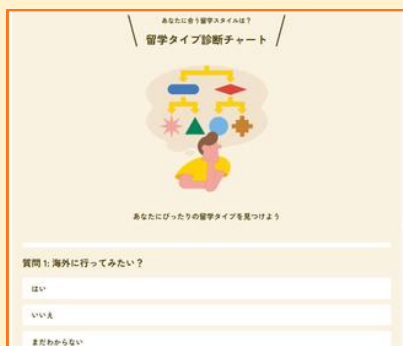 あなたに合う留学スタイルは？
留学タイプ診断チャート
あなたにぴったりの留学タイプを見つけよう
質問 1: 海外に行ってみたい？
はい
いいえ
まだわからない